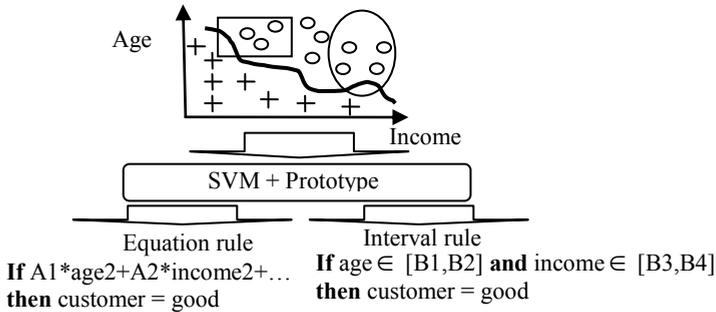 Age
Income
SVM + Prototype
Equation rule
If A1*age2+A2*income2+…
then customer = good
Interval rule
If age ∈ [B1,B2] and income ∈ [B3,B4]
then customer = good